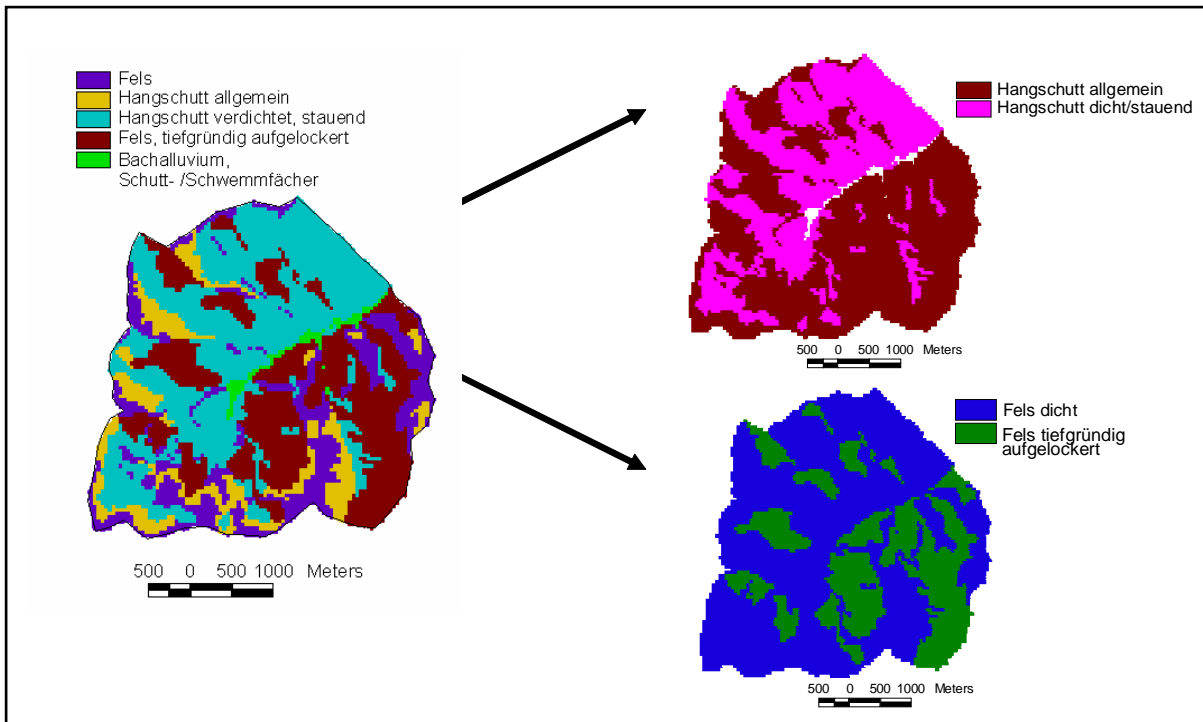 Fels
Hangschutt allgemein
Hangschutt verdichtet, stauend
Fels, tiefgründig aufgelockert
Bachalluvium,
Schutt- /Schwemmfächer
500 0 500 1000 Meters
Hangschutt allgemein
Hangschutt dicht/stauend
500 0 500 1000 Meters
Fels dicht
Fels tiefgründig
aufgelockert
500 0 500 1000 Meters